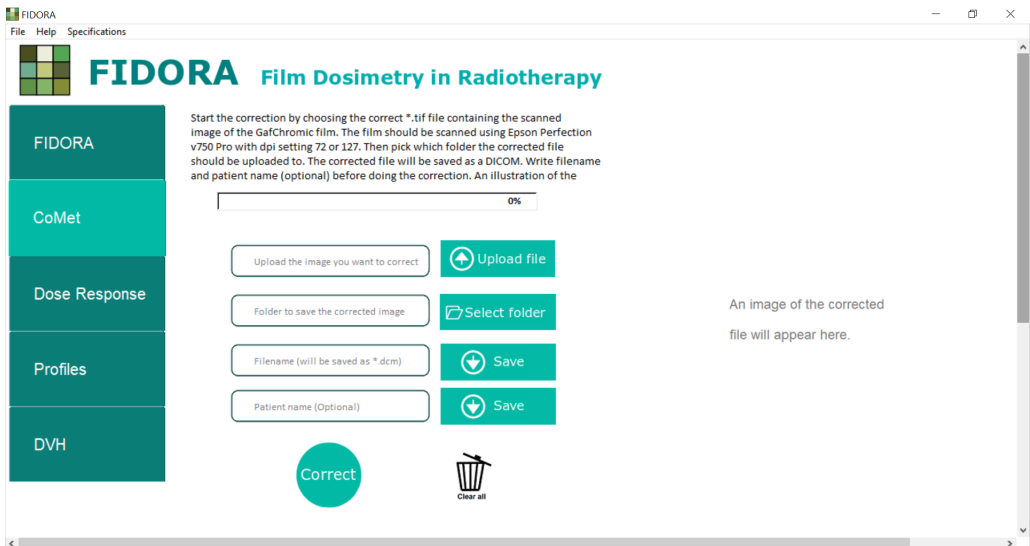 FIDORA
File Help Specifications
FIDORA Film Dosimetry in Radiotherapy
FIDORA
CoMet
Dose Response
Profiles
DVH
Start the correction by choosing the correct *.tif file containing the scanned
image of the GafChromic film. The film should be scanned using Epson Perfection
v750 Pro with dpi setting 72 or 127. Then pick which folder the corrected file
should be uploaded to. The corrected file will be saved as a DICOM. Write filename
and patient name (optional) before doing the correction. An illustration of the
0%
Upload the image you want to correct
Upload file
Folder to save the corrected image
Select folder
Filename (will be saved as *.dcm)
Save
Patient name (Optional)
Save
Correct
Clear all
An image of the corrected
file will appear here.